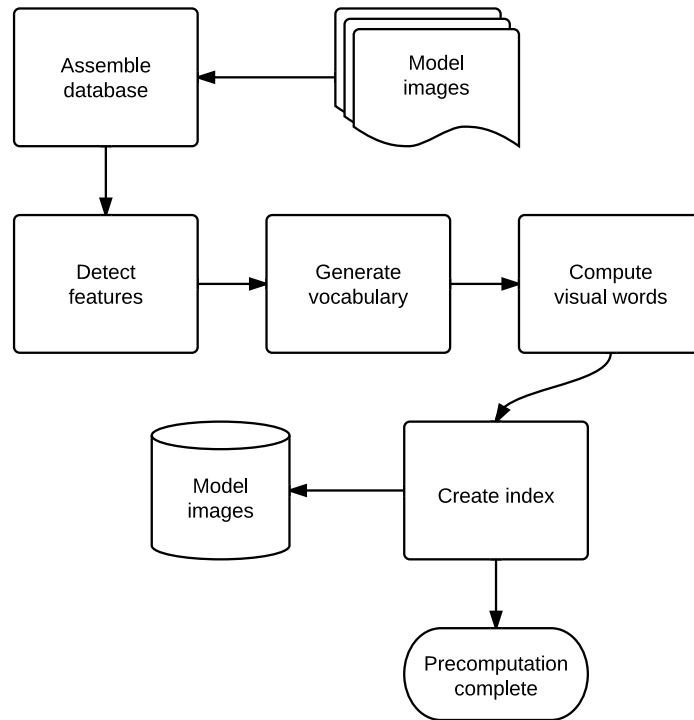 Assemble
database
Model
images
Detect
features
Generate
vocabulary
Compute
visual words
Model
images
Create index
Precomputation
complete